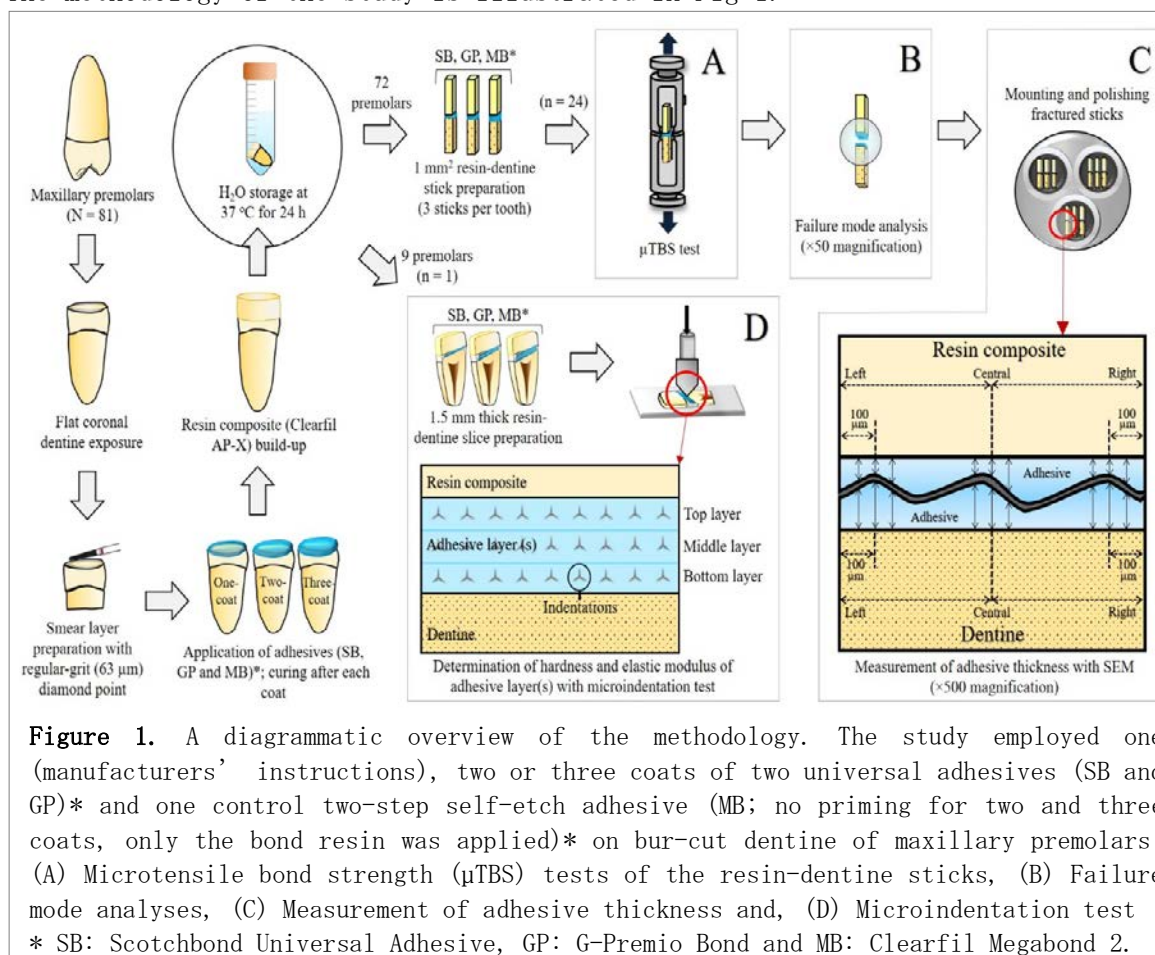 The methodology of the study is illustrated in Fig 1.
Maxillary premolars
(N = 81)
Flat coronal
dentine exposure
Smear layer
preparation with
regular-grit (63 µm)
diamond point
One-
coat
Two-
coat
Three-
coat
Application of adhesives (SB,
GP and MB)*; curing after each
coat
Resin composite (Clearfil
AP-X) build-up
H₂O storage at
37 °C for 24 h
72
premolars
SB, GP, MB*
1 mm² resin-dentine
stick preparation
(3 sticks per tooth)
(n = 24)
A
µTBS test
B
Failure mode analysis
(×50 magnification)
C
Mounting and polishing
fractured sticks
9 premolars
(n = 1)
D
SB, GP, MB*
1.5 mm thick resin-
dentine slice preparation
Resin composite
Adhesive layer(s)
Top layer
Middle layer
Bottom layer
Indentations
Dentine
Determination of hardness and elastic modulus of
adhesive layer(s) with microindentation test
Resin composite
Left
Central
Right
100
µm
100
µm
Adhesive
Adhesive
100
µm
100
µm
Left
Central
Right
Dentine
Measurement of adhesive thickness with SEM
(×500 magnification)
Figure 1. A diagrammatic overview of the methodology. The study employed one
(manufacturers' instructions), two or three coats of two universal adhesives (SB and
GP)* and one control two-step self-etch adhesive (MB; no priming for two and three
coats, only the bond resin was applied)* on bur-cut dentine of maxillary premolars
(A) Microtensile bond strength (µTBS) tests of the resin-dentine sticks, (B) Failure
mode analyses, (C) Measurement of adhesive thickness and, (D) Microindentation test
* SB: Scotchbond Universal Adhesive, GP: G-Premio Bond and MB: Clearfil Megabond 2.